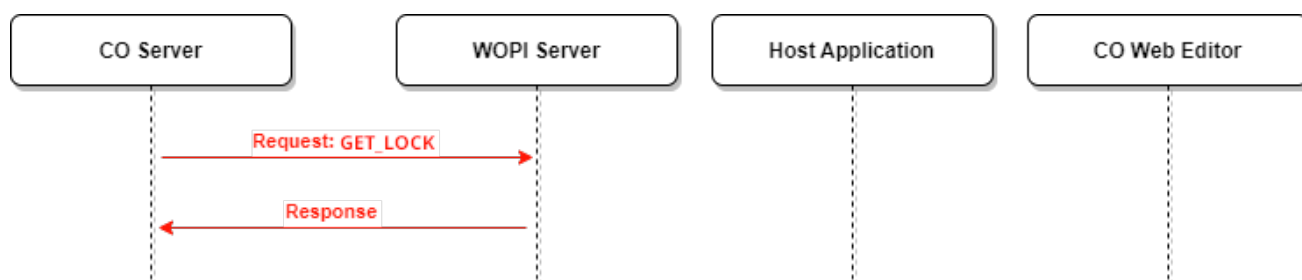 CO Server
WOPI Server
Host Application
CO Web Editor
Request: GET_LOCK
Response